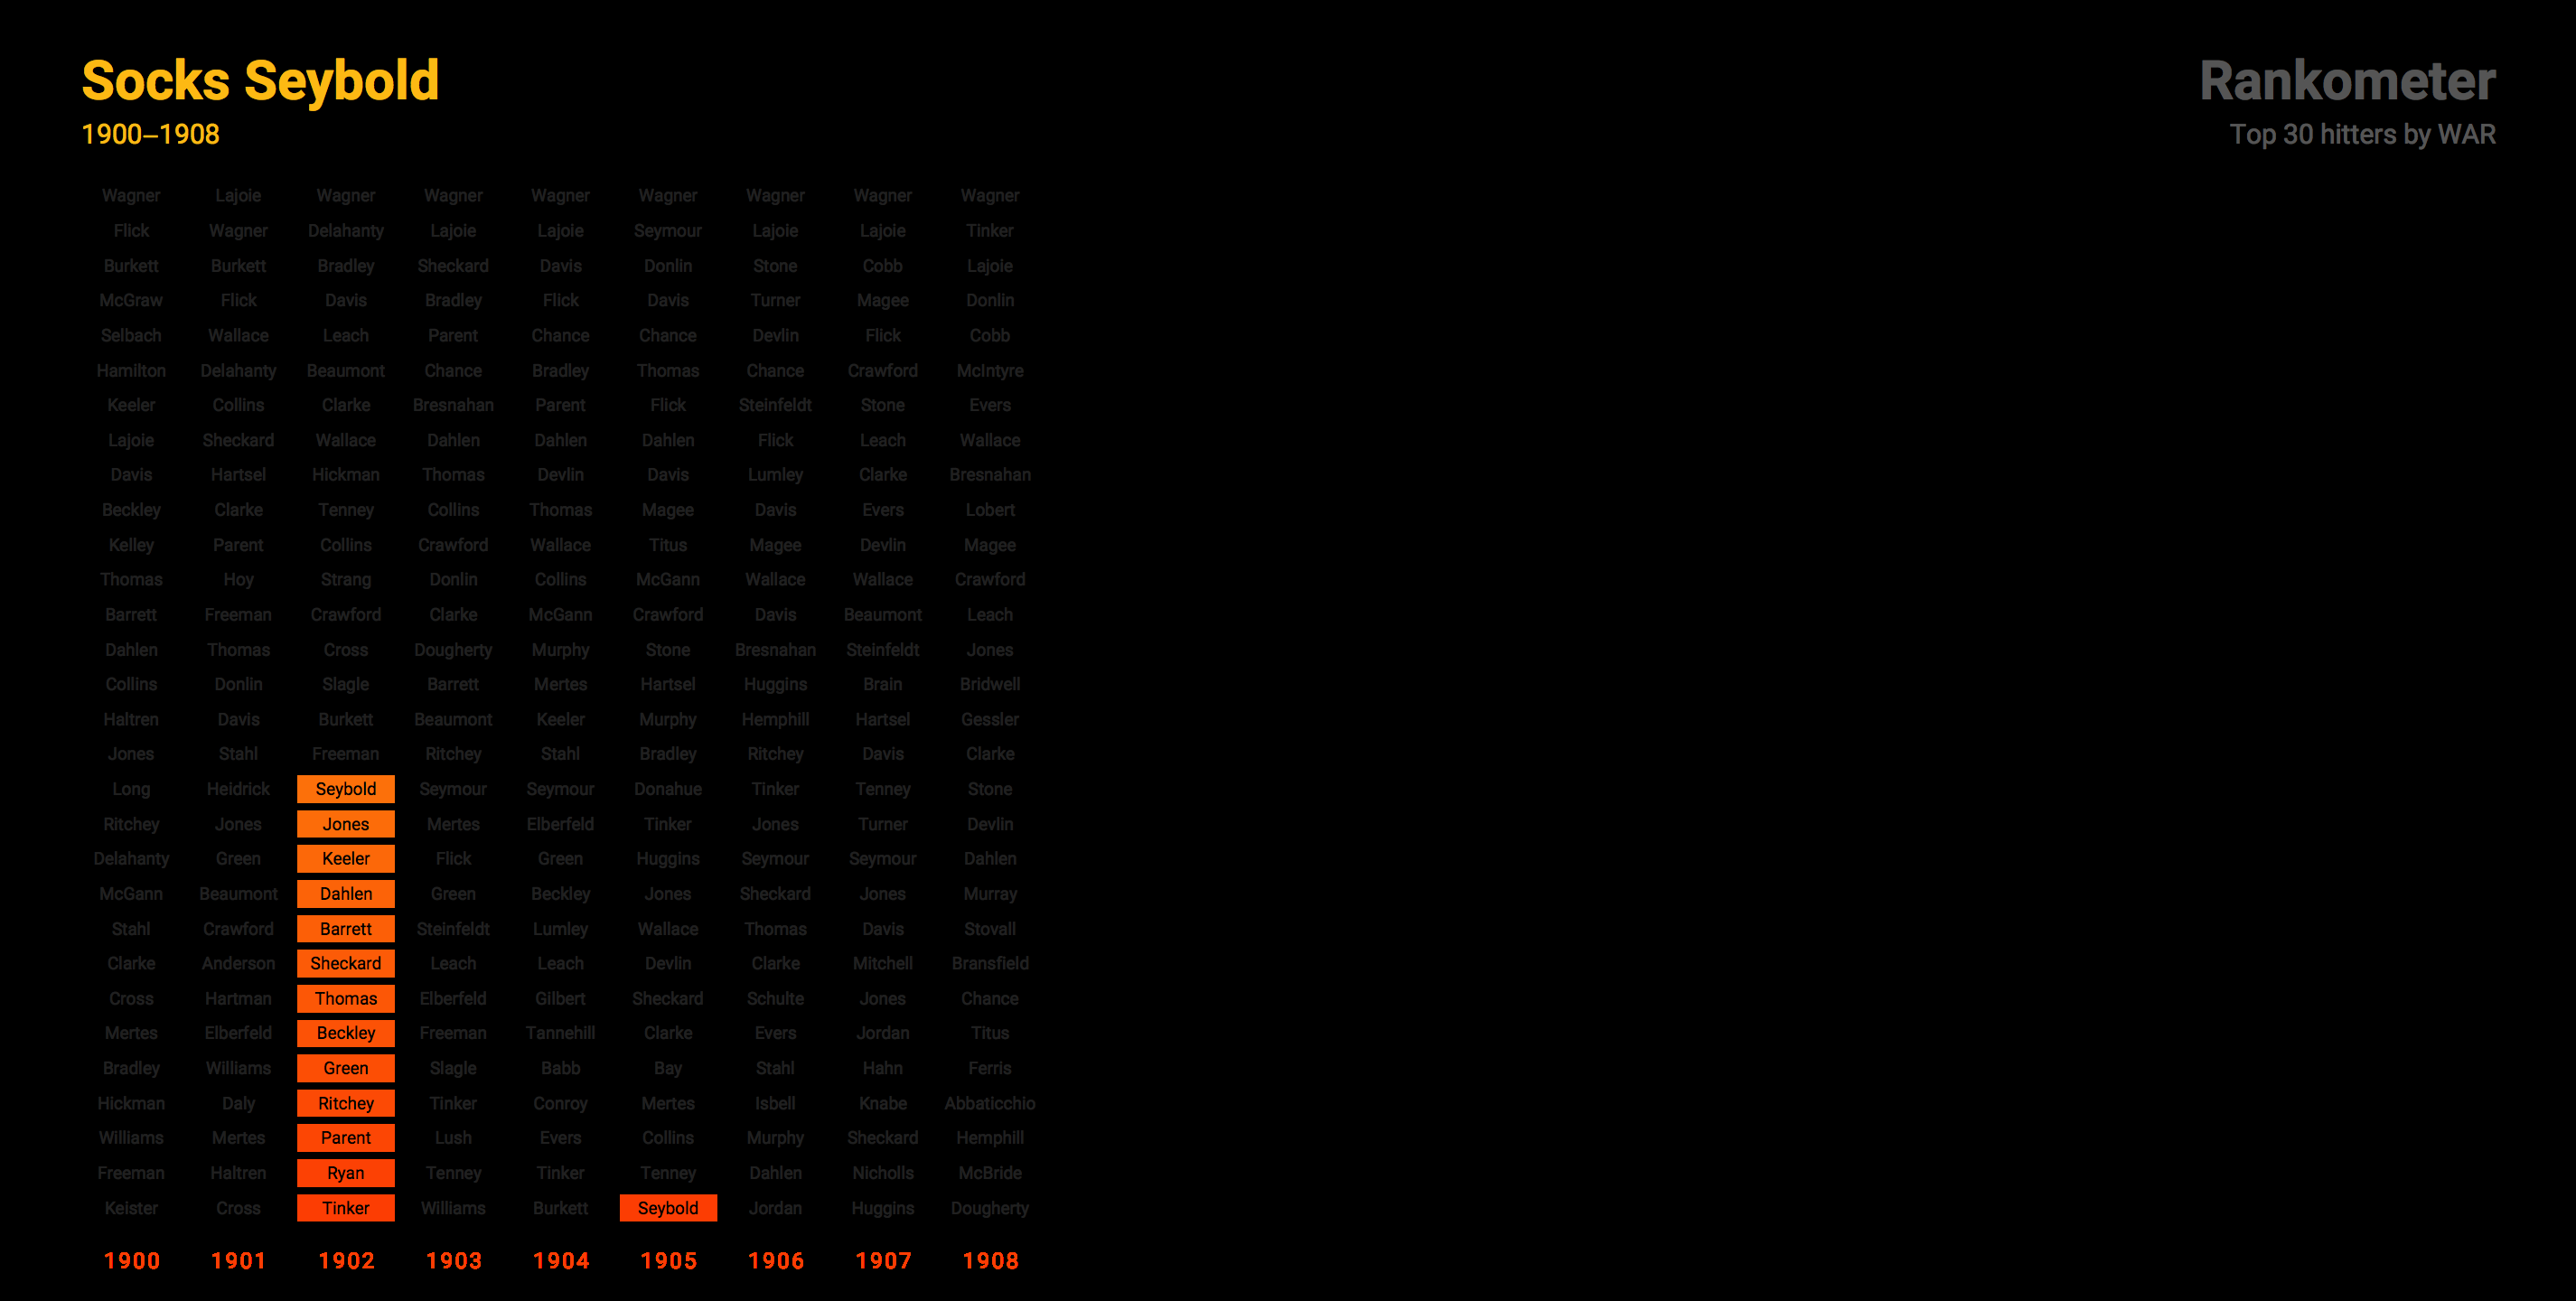 Socks Seybold
1900–1908
Rankometer
Top 30 hitters by WAR
Wagner Lajoie Wagner Wagner Wagner Wagner Wagner Wagner Wagner
Flick Wagner Delahanty Lajoie Lajoie Seymour Lajoie Lajoie Tinker
Burkett Burkett Bradley Sheckard Davis Donlin Stone Cobb Lajoie
McGraw Flick Davis Bradley Flick Davis Turner Magee Donlin
Selbach Wallace Leach Parent Chance Chance Devlin Flick Cobb
Hamilton Delahanty Beaumont Chance Bradley Thomas Chance Crawford McIntyre
Keeler Collins Clarke Bresnahan Parent Flick Steinfeldt Stone Evers
Lajoie Sheckard Wallace Dahlen Dahlen Dahlen Flick Leach Wallace
Davis Hartsel Hickman Thomas Devlin Davis Lumley Clarke Bresnahan
Beckley Clarke Tenney Collins Thomas Magee Davis Evers Lobert
Kelley Parent Collins Crawford Wallace Titus Magee Devlin Magee
Thomas Hoy Strang Donlin Collins McGann Wallace Wallace Crawford
Barrett Freeman Crawford Clarke McGann Crawford Davis Beaumont Leach
Dahlen Thomas Cross Dougherty Murphy Stone Bresnahan Steinfeldt Jones
Collins Donlin Slagle Barrett Mertes Hartsel Huggins Brain Bridwell
Haltren Davis Burkett Beaumont Keeler Murphy Hemphill Hartsel Gessler
Jones Stahl Freeman Ritchey Stahl Bradley Ritchey Davis Clarke
Long Heidrick Seybold Seymour Seymour Donahue Tinker Tenney Stone
Ritchey Jones Jones Mertes Elberfeld Tinker Jones Turner Devlin
Delahanty Green Keeler Flick Green Huggins Seymour Seymour Dahlen
McGann Beaumont Dahlen Green Beckley Jones Sheckard Jones Murray
Stahl Crawford Barrett Steinfeldt Lumley Wallace Thomas Davis Stovall
Clarke Anderson Sheckard Leach Leach Devlin Clarke Mitchell Bransfield
Cross Hartman Thomas Elberfeld Gilbert Sheckard Schulte Jones Chance
Mertes Elberfeld Beckley Freeman Tannehill Clarke Evers Jordan Titus
Bradley Williams Green Slagle Babb Bay Stahl Hahn Ferris
Hickman Daly Ritchey Tinker Conroy Mertes Isbell Knabe Abbaticchio
Williams Mertes Parent Lush Evers Collins Murphy Sheckard Hemphill
Freeman Haltren Ryan Tenney Tinker Tenney Dahlen Nicholls McBride
Keister Cross Tinker Williams Burkett Seybold Jordan Huggins Dougherty
1900 1901 1902 1903 1904 1905 1906 1907 1908